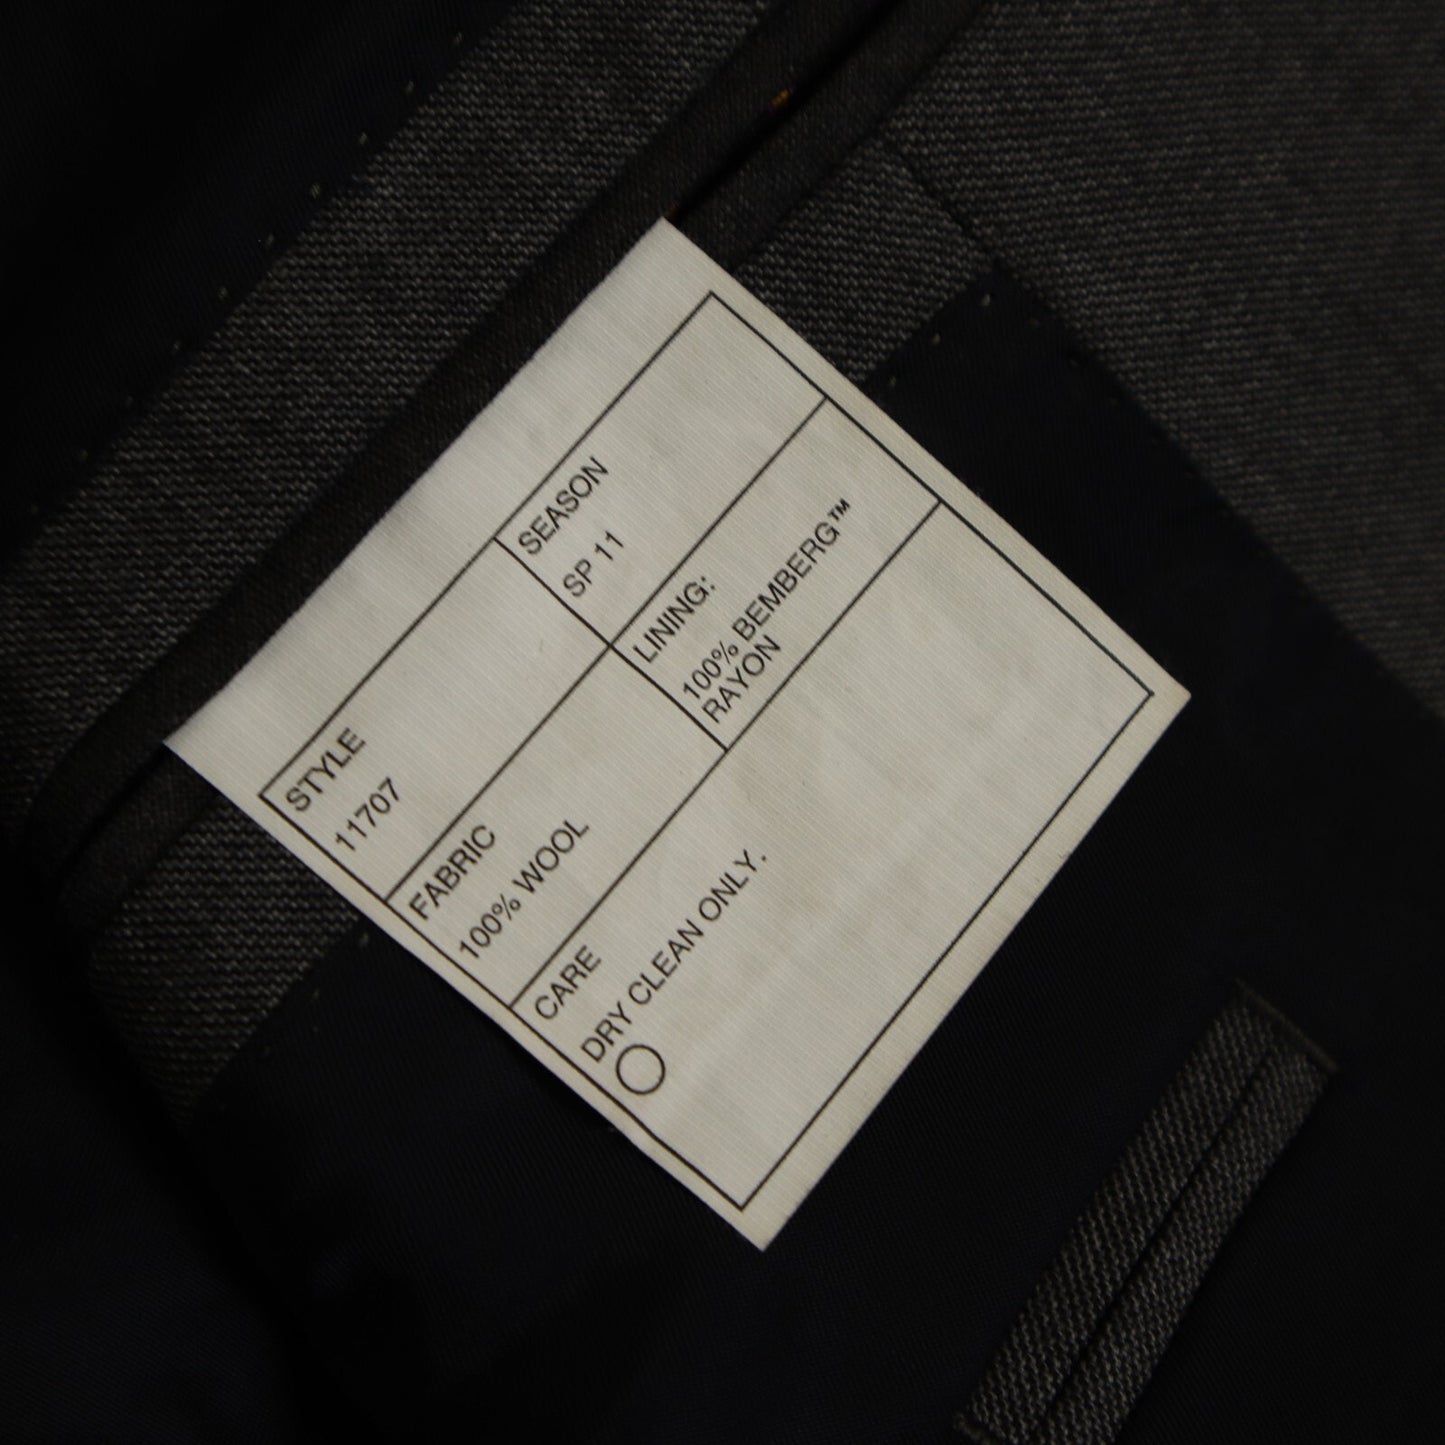 STYLE
11707
SEASON
SP 11
FABRIC
100% WOOL
LINING:
100% BEMBERG™
RAYON
CARE
DRY CLEAN ONLY.